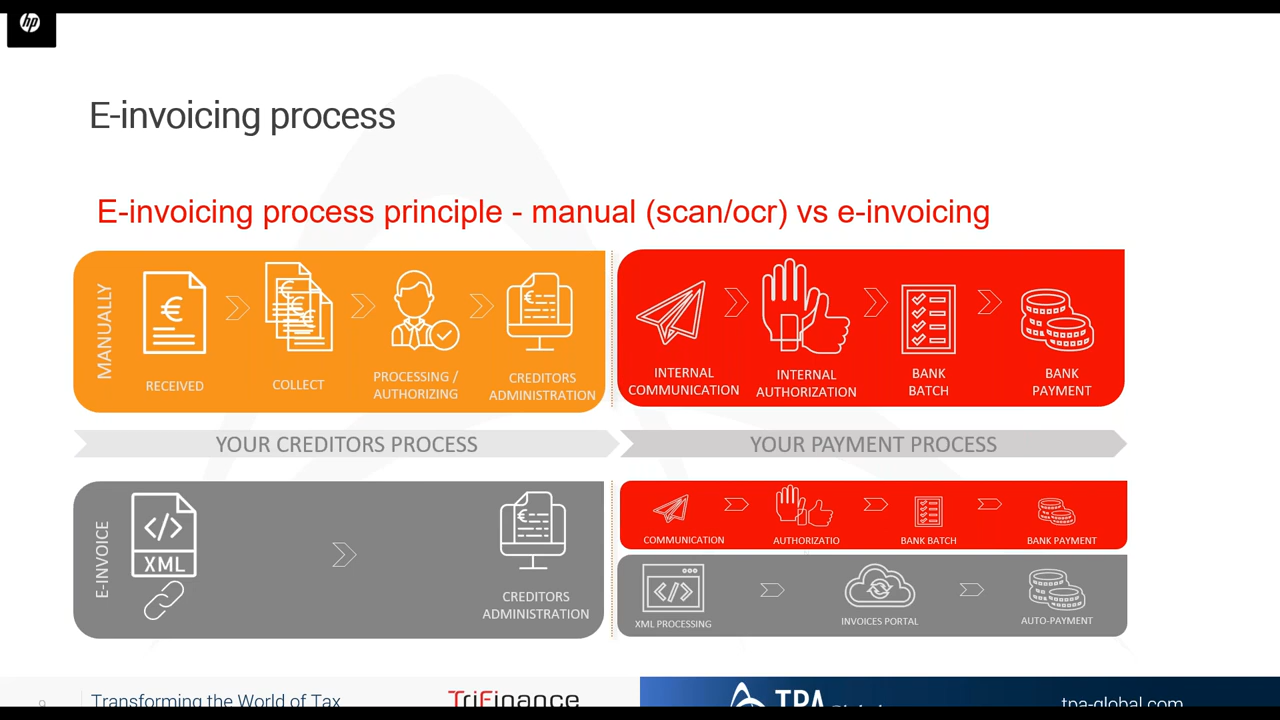 hp
E-invoicing process
E-invoicing process principle - manual (scan/ocr) vs e-invoicing
MANUALLY
€
RECEIVED
€
€
€
COLLECT
PROCESSING /
AUTHORIZING
€
CREDITORS
ADMINISTRATION
INTERNAL
COMMUNICATION
INTERNAL
AUTHORIZATION
BANK
BATCH
BANK
PAYMENT
YOUR CREDITORS PROCESS
YOUR PAYMENT PROCESS
E-INVOICE
</>
XML
€
CREDITORS
ADMINISTRATION
COMMUNICATION
AUTHORIZATIO
BANK BATCH
BANK PAYMENT
</>
XML PROCESSING
INVOICES PORTAL
AUTO-PAYMENT
9
Transforming the World of Tax
TriFinance
TPA Global
tpa-global.com